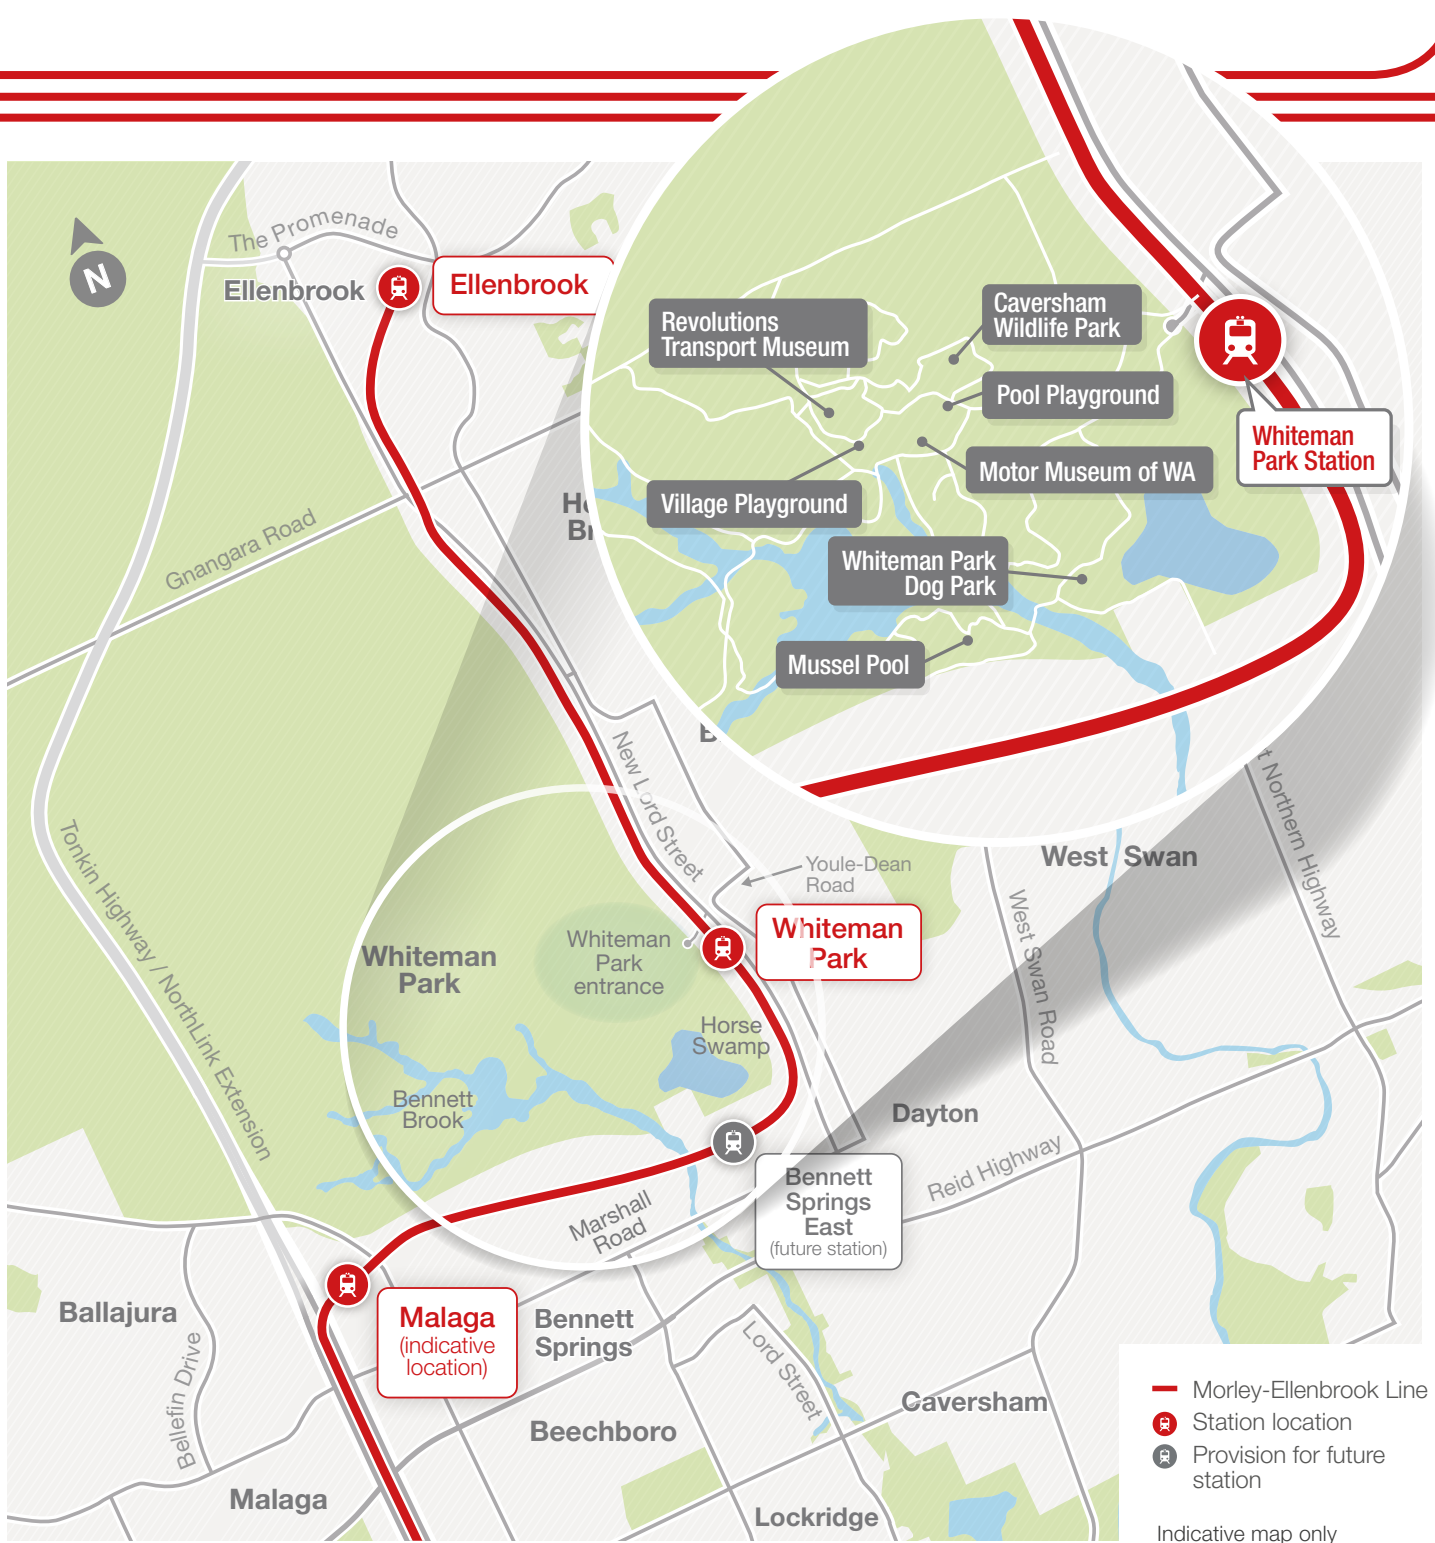 N
The Promenade
Ellenbrook
Ellenbrook
Gnangara Road
Revolutions
Transport Museum
Caversham
Wildlife Park
Pool Playground
Whiteman
Park Station
Motor Museum of WA
Village Playground
Whiteman Park
Dog Park
Mussel Pool
New Lord Street
Youle-Dean
Road
West Swan
Northern Highway
West Swan Road
Tonkin Highway / NorthLink Extension
Whiteman
Park
Whiteman
Park
entrance
Whiteman
Park
Horse
Swamp
Bennett
Brook
Dayton
Reid Highway
Bennett
Springs
East
(future station)
Marshall
Road
Ballajura
Bellefin Drive
Malaga
(indicative
location)
Bennett
Springs
Lord Street
Beechboro
Caversham
Malaga
Lockridge
Morley-Ellenbrook Line
Station location
Provision for future
station
Indicative map only